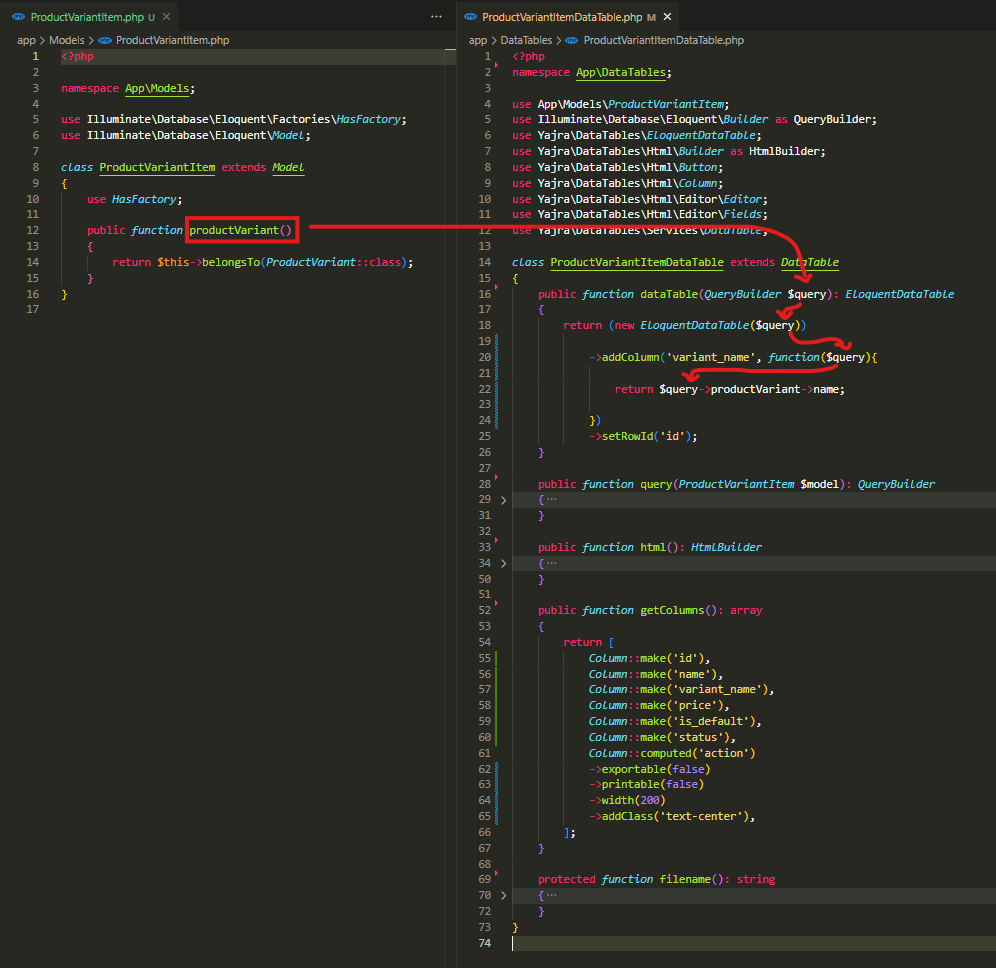 ProductVariantItem.php U
app > Models > ProductVariantItem.php
1 <?php
2
3 namespace App\Models;
4
5 use Illuminate\Database\Eloquent\Factories\HasFactory;
6 use Illuminate\Database\Eloquent\Model;
7
8 class ProductVariantItem extends Model
9 {
10 use HasFactory;
11
12 public function productVariant()
13 {
14 return $this->belongsTo(ProductVariant::class);
15 }
16 }
17
ProductVariantItemDataTable.php M
app > DataTables > ProductVariantItemDataTable.php
1 <?php
2 namespace App\DataTables;
3
4 use App\Models\ProductVariantItem;
5 use Illuminate\Database\Eloquent\Builder as QueryBuilder;
6 use Yajra\DataTables\EloquentDataTable;
7 use Yajra\DataTables\Html\Builder as HtmlBuilder;
8 use Yajra\DataTables\Html\Button;
9 use Yajra\DataTables\Html\Column;
10 use Yajra\DataTables\Html\Editor\Editor;
11 use Yajra\DataTables\Html\Editor\Fields;
12 use Yajra\DataTables\Services\DataTable;
13
14 class ProductVariantItemDataTable extends DataTable
15 {
16 public function dataTable(QueryBuilder $query): EloquentDataTable
17 {
18 return (new EloquentDataTable($query))
19
20 ->addColumn('variant_name', function($query){
21
22 return $query->productVariant->name;
23
24 })
25 ->setRowId('id');
26 }
27
28 public function query(ProductVariantItem $model): QueryBuilder
29 { ···
31 }
32
33 public function html(): HtmlBuilder
34 { ···
50 }
51
52 public function getColumns(): array
53 {
54 return [
55 Column::make('id'),
56 Column::make('name'),
57 Column::make('variant_name'),
58 Column::make('price'),
59 Column::make('is_default'),
60 Column::make('status'),
61 Column::computed('action')
62 ->exportable(false)
63 ->printable(false)
64 ->width(200)
65 ->addClass('text-center'),
66 ];
67 }
68
69 protected function filename(): string
70 { ···
72 }
73 }
74